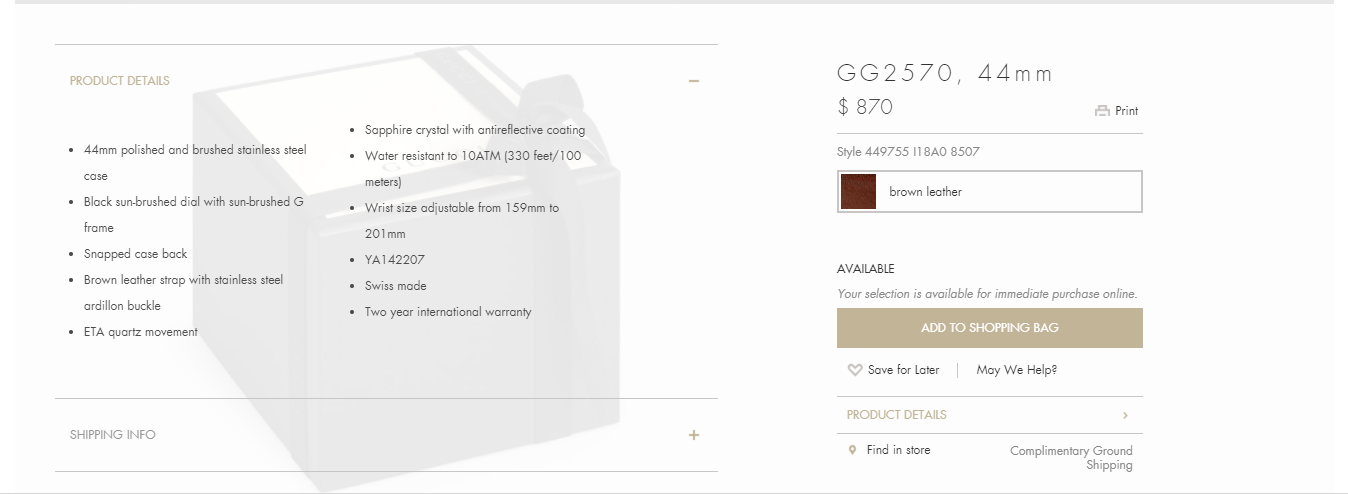 PRODUCT DETAILS
44mm polished and brushed stainless steel
case
Black sun-brushed dial with sun-brushed G
frame
Snapped case back
Brown leather strap with stainless steel
ardillon buckle
ETA quartz movement
Sapphire crystal with antireflective coating
Water resistant to 10ATM (330 feet/100
meters)
Wrist size adjustable from 159mm to
201mm
YA142207
Swiss made
Two year international warranty
SHIPPING INFO
GG2570, 44mm
$ 870
Print
Style 449755 I18A0 8507
brown leather
AVAILABLE
Your selection is available for immediate purchase online.
ADD TO SHOPPING BAG
Save for Later
May We Help?
PRODUCT DETAILS
Find in store
Complimentary Ground
Shipping